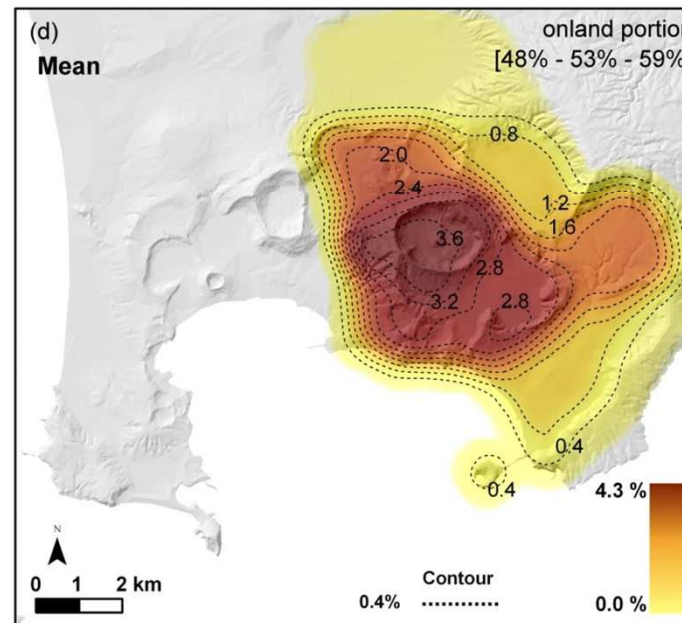 (d)
onland portion
Mean
[48% - 53% - 59%
0.8
2.0
2.4
1.2
1.6
3.6
2.8
3.2
2.8
0.4
0.4
4.3 %
N
0 1 2 km
Contour
0.4%
0.0 %